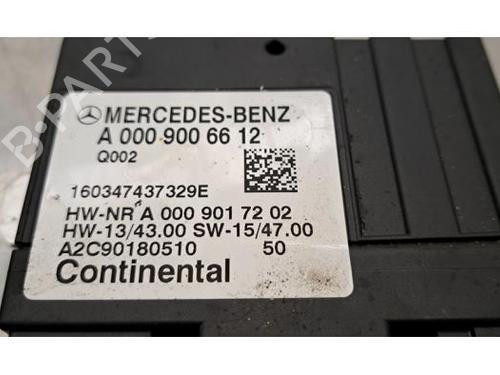 MERCEDES-BENZ
A 000 900 66 12
Q002
160347437329E
HW-NR A 000 901 72 02
HW-13/43.00 SW-15/47.00
A2C90180510 50
Continental
B-PARTS